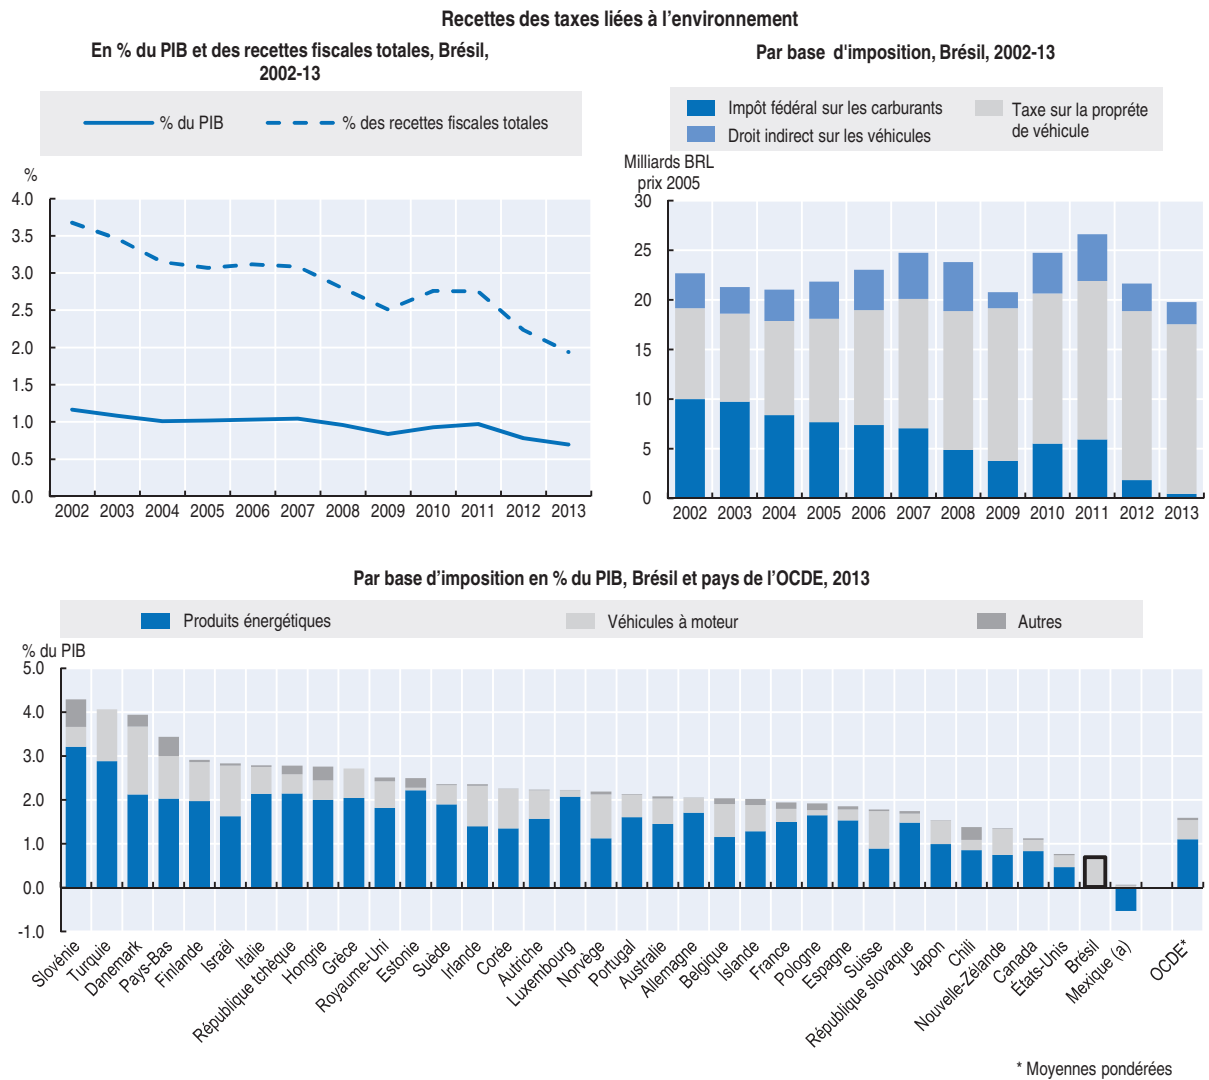 Recettes des taxes liées à l'environnement
En % du PIB et des recettes fiscales totales, Brésil,
2002-13
% du PIB
% des recettes fiscales totales
%
4.0
3.5
3.0
2.5
2.0
1.5
1.0
0.5
0.0
2002 2003 2004 2005 2006 2007 2008 2009 2010 2011 2012 2013
Par base d'imposition, Brésil, 2002-13
Impôt fédéral sur les carburants
Droit indirect sur les véhicules
Taxe sur la propréte
de véhicule
Milliards BRL
prix 2005
30
25
20
15
10
5
0
2002 2003 2004 2005 2006 2007 2008 2009 2010 2011 2012 2013
Par base d'imposition en % du PIB, Brésil et pays de l'OCDE, 2013
Produits énergétiques
Véhicules à moteur
Autres
% du PIB
5.0
4.0
3.0
2.0
1.0
0.0
-1.0
Slovénie
Turquie
Danemark
Pays-Bas
Finlande
Israël
Italie
République tchèque
Hongrie
Grèce
Royaume-Uni
Estonie
Suède
Irlande
Corée
Autriche
Luxembourg
Norvège
Portugal
Australie
Allemagne
Belgique
Islande
France
Pologne
Espagne
Suisse
République slovaque
Japon
Chili
Nouvelle-Zélande
Canada
États-Unis
Brésil
Mexique (a)
OCDE*
* Moyennes pondérées